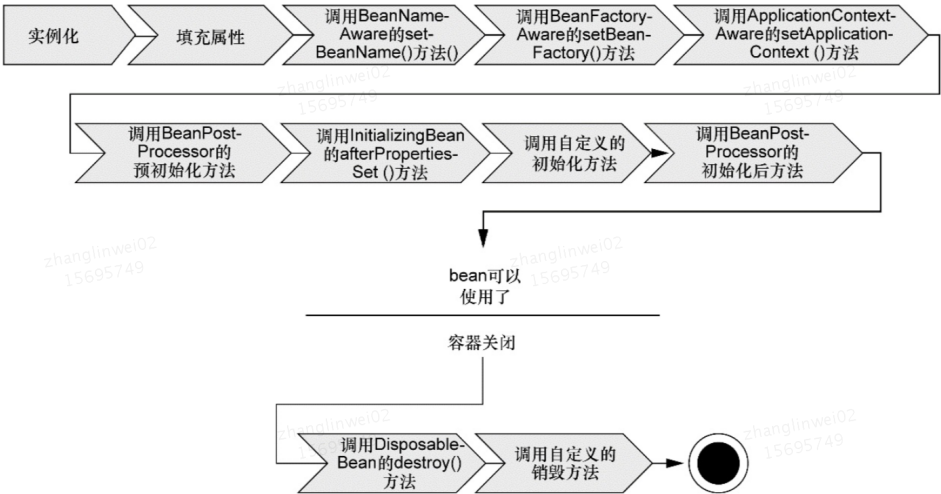 实例化
填充属性
调用BeanName-
Aware的set-
BeanName()方法()
调用BeanFactory-
Aware的setBean-
Factory()方法
调用ApplicationContext-
Aware的setApplication-
Context ()方法
zhanglinwei02
15695749
zhanglinwei02
15695749
调用BeanPost-
Processor的
预初始化方法
调用InitializingBean
的afterProperties-
Set ()方法
调用自定义的
初始化方法
调用BeanPost-
Processor的
初始化后方法
zhanglinwei02
15695749
zhanglinwei02
15695749
bean可以
使用了
容器关闭
zhanglinwei02
15695749
zhanglinwei02
15695749
调用Disposable-
Bean的destroy()
方法
调用自定义的
销毁方法